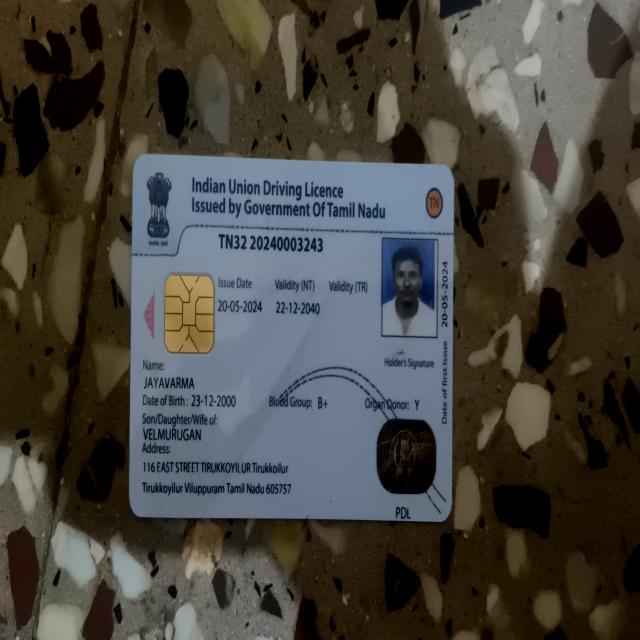 Indian Union Driving Licence
Issued by Government Of Tamil Nadu
TN
TN32 20240003243
Issue Date Validity (NT) Validity (TR)
20-05-2024 22-12-2040
Holder's Signature
Date of first Issue 20-05-2024
Name:
JAYAVARMA
Date of Birth: 23-12-2000 Blood Group: B+ Organ Donor: Y
Son/Daughter/Wife of:
VELMURUGAN
Address:
116 EAST STREET TIRUKKOYILUR Tirukkoilur
Tirukkoyilur Viluppuram Tamil Nadu 605757
PDL